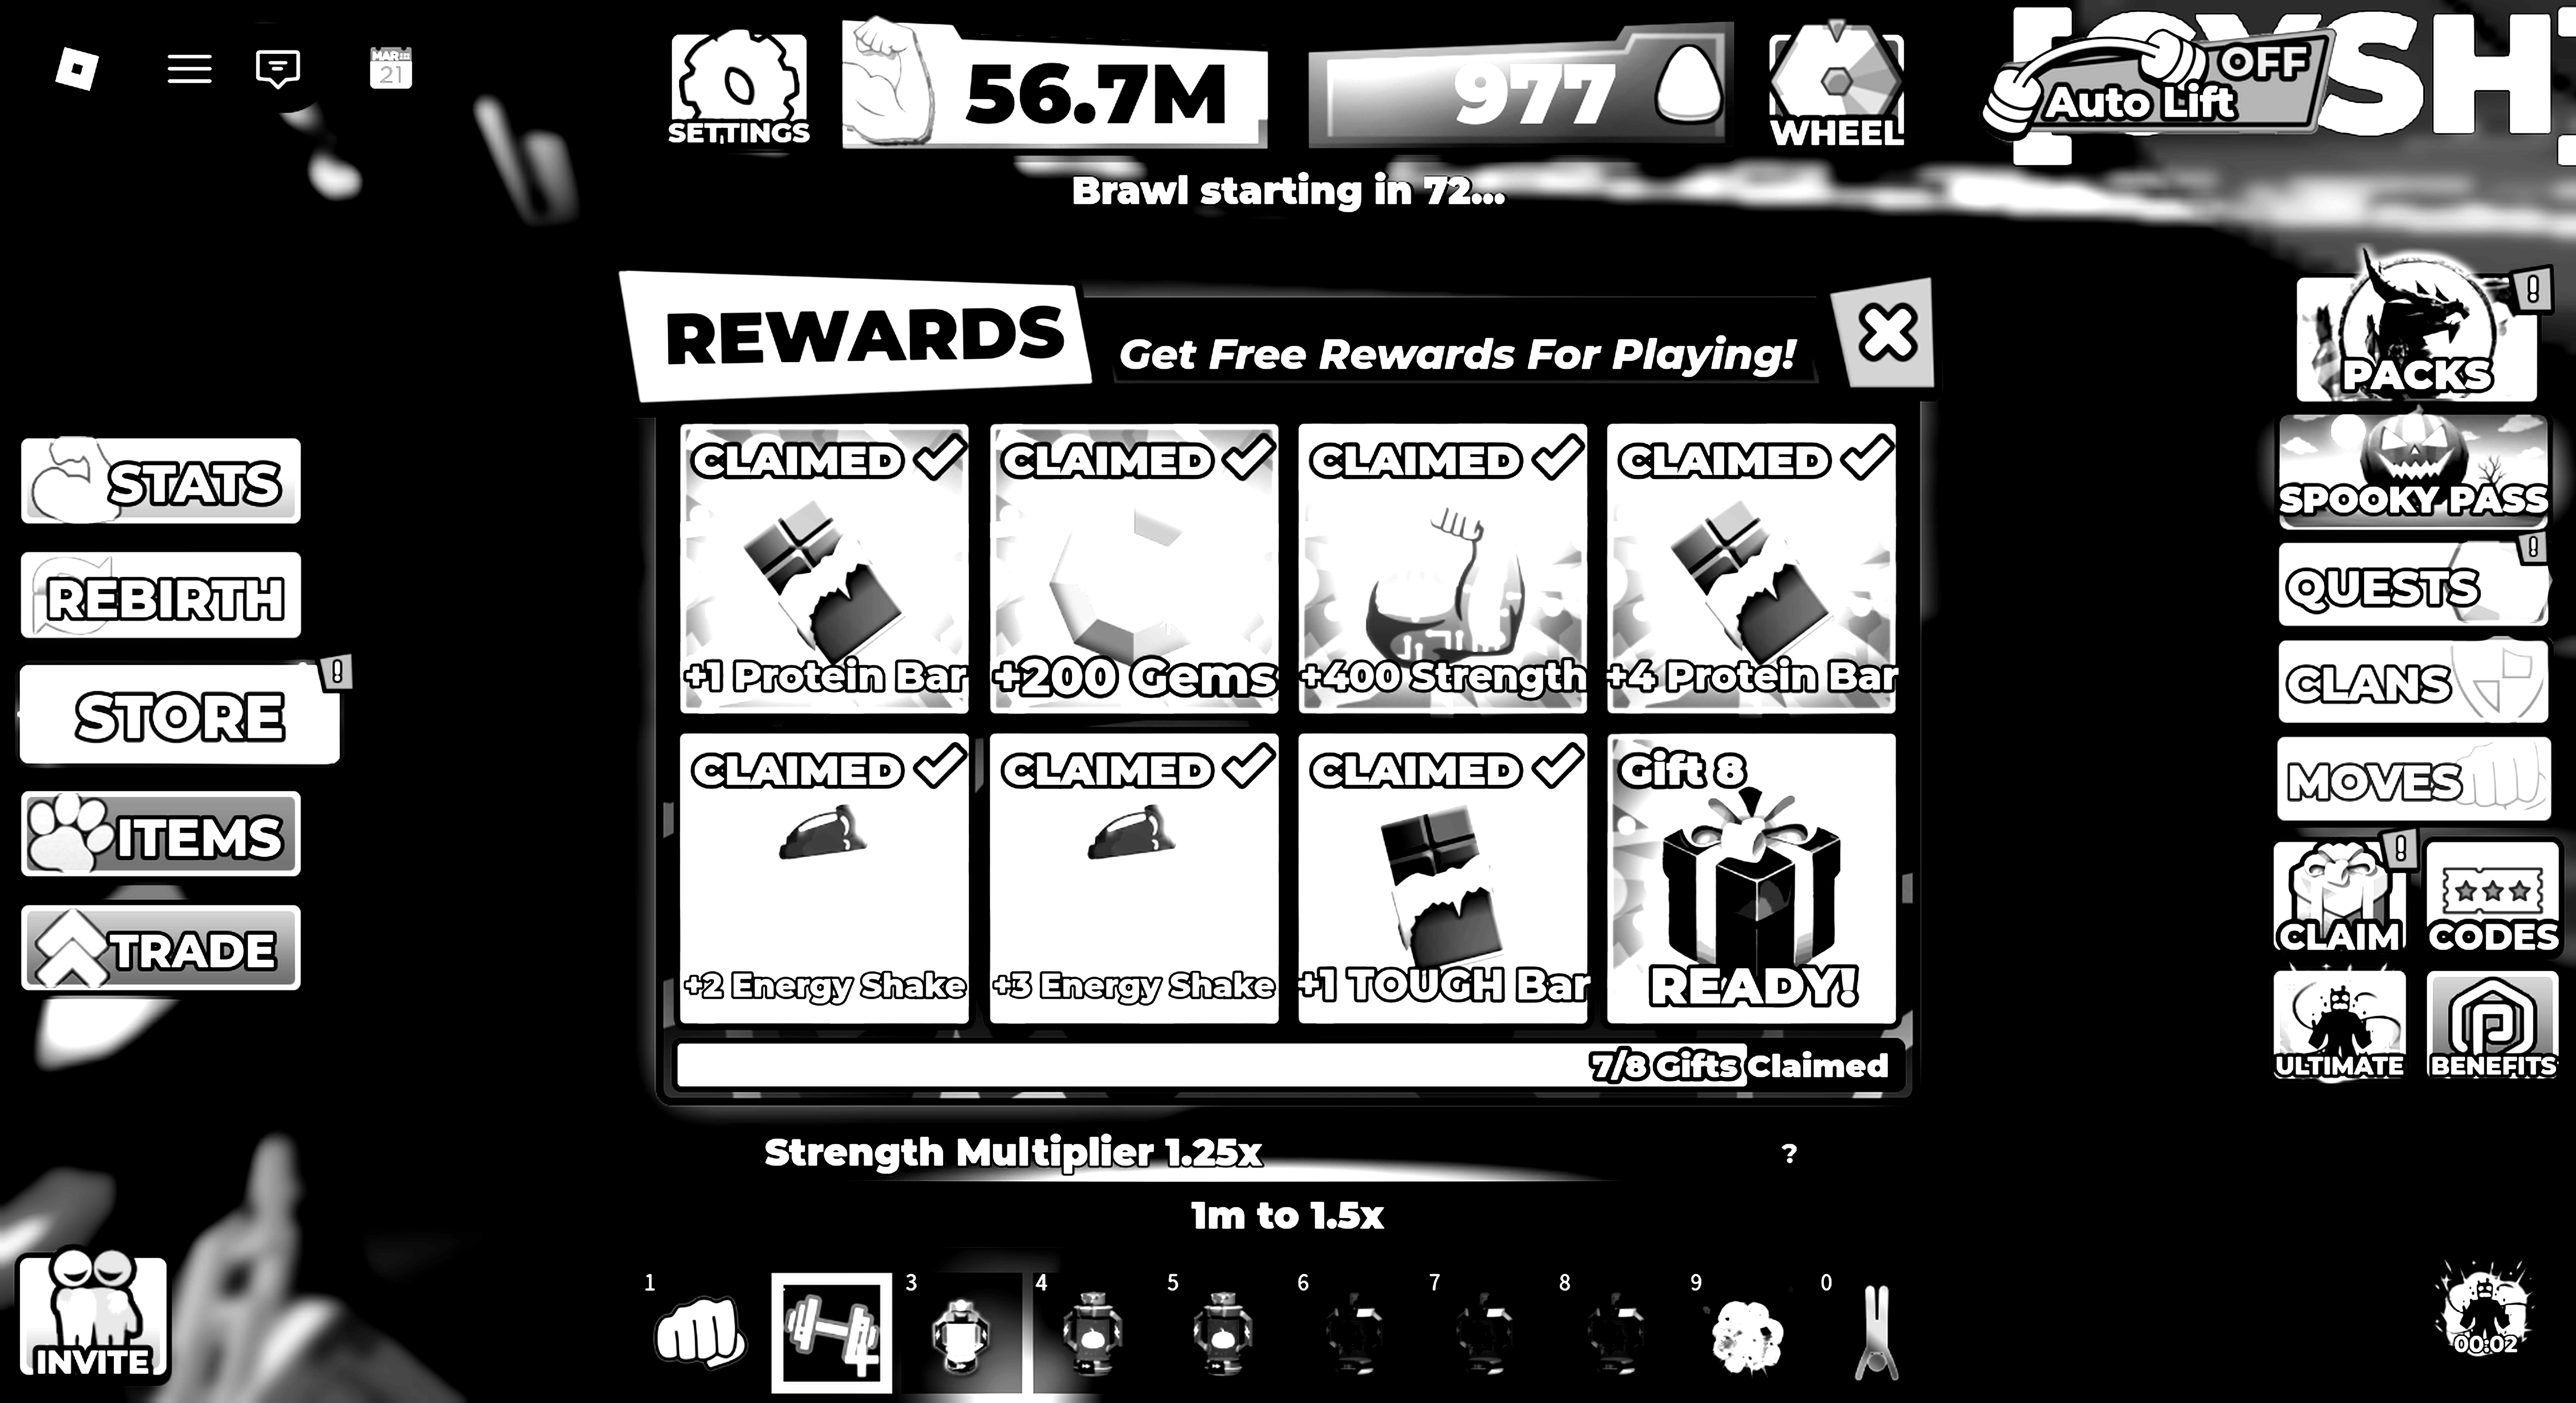 MAR
21
SETTINGS
56.7M
977
WHEEL
OFF
Auto Lift
Brawl starting in 72...
REWARDS
Get Free Rewards For Playing!
PACKS
!
STATS
REBIRTH
STORE
!
ITEMS
TRADE
CLAIMED
+1 Protein Bar
CLAIMED
+200 Gems
CLAIMED
+400 Strength
CLAIMED
+4 Protein Bar
CLAIMED
+2 Energy Shake
CLAIMED
+3 Energy Shake
CLAIMED
+1 TOUGH Bar
Gift 8
READY!
7/8 Gifts Claimed
SPOOKY PASS
QUESTS
!
CLANS
MOVES
CLAIM
!
CODES
ULTIMATE
BENEFITS
Strength Multiplier 1.25x
?
1m to 1.5x
INVITE
1
3
4
5
6
7
8
9
0
00:02